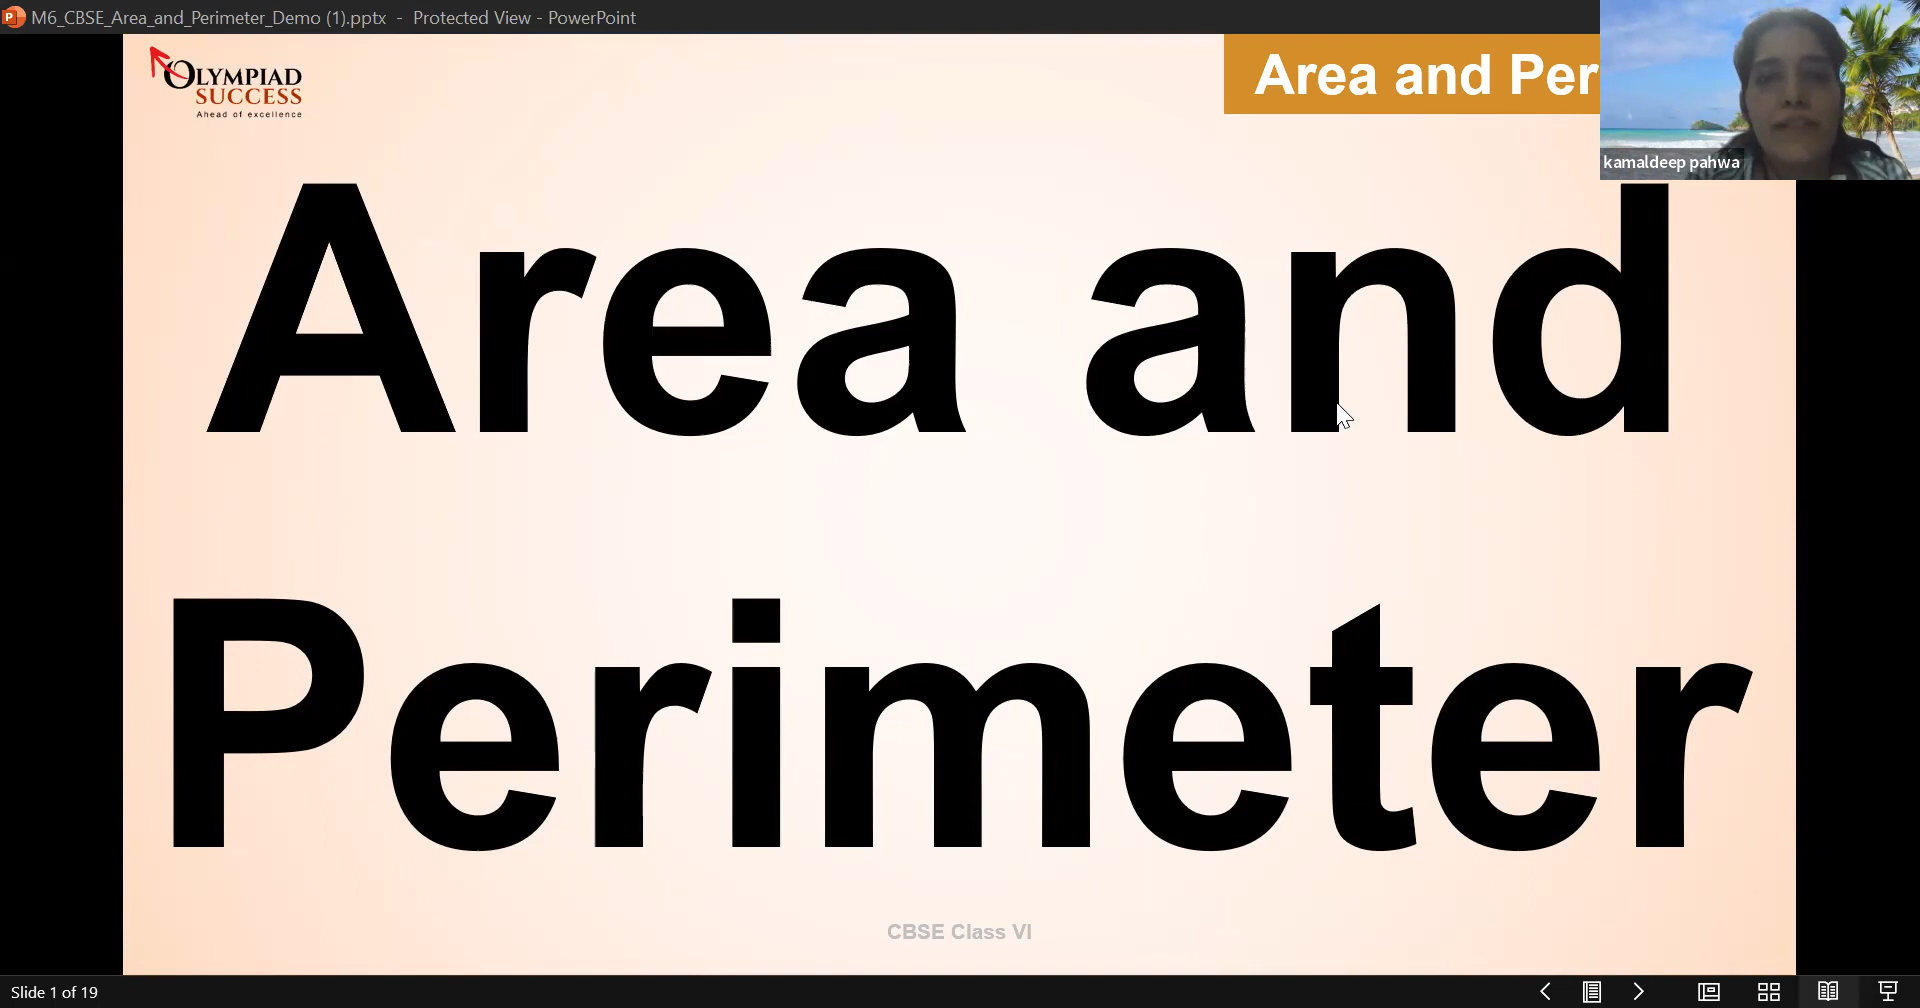 M6_CBSE_Area_and_Perimeter_Demo (1).pptx - Protected View - PowerPoint
OLYMPIAD
SUCCESS
Ahead of excellence
Area and Per
kamaldeep pahwa
Area and
Perimeter
CBSE Class VI
Slide 1 of 19